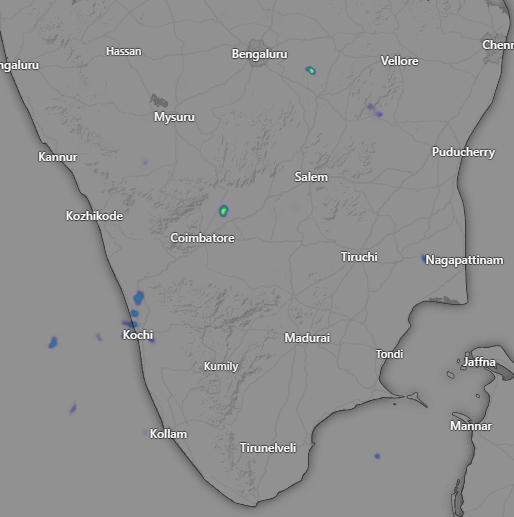 Hassan
Bengaluru
Chenn
ngaluru
Vellore
Mysuru
Kannur
Puducherry
Salem
Kozhikode
Coimbatore
Tiruchi
Nagapattinam
Kochi
Madurai
Tondi
Kumily
Jaffna
Kollam
Mannar
Tirunelveli